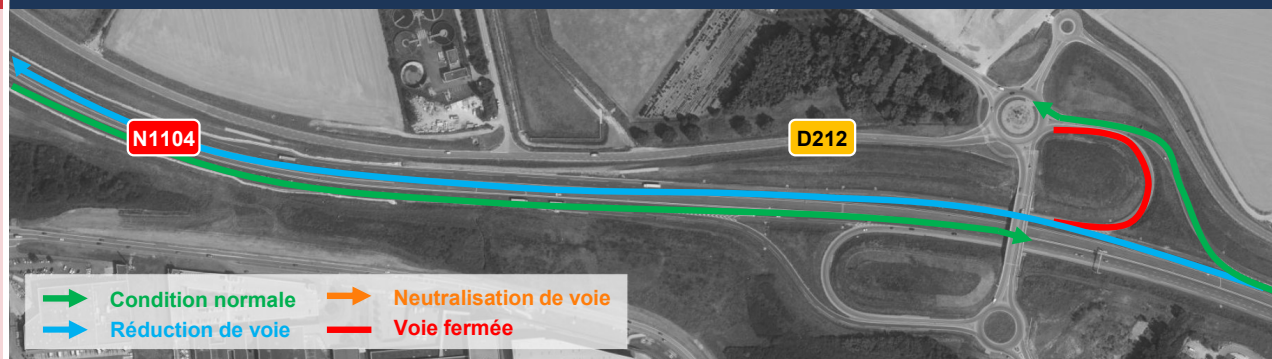 N1104
D212
Condition normale
Neutralisation de voie
Réduction de voie
Voie fermée